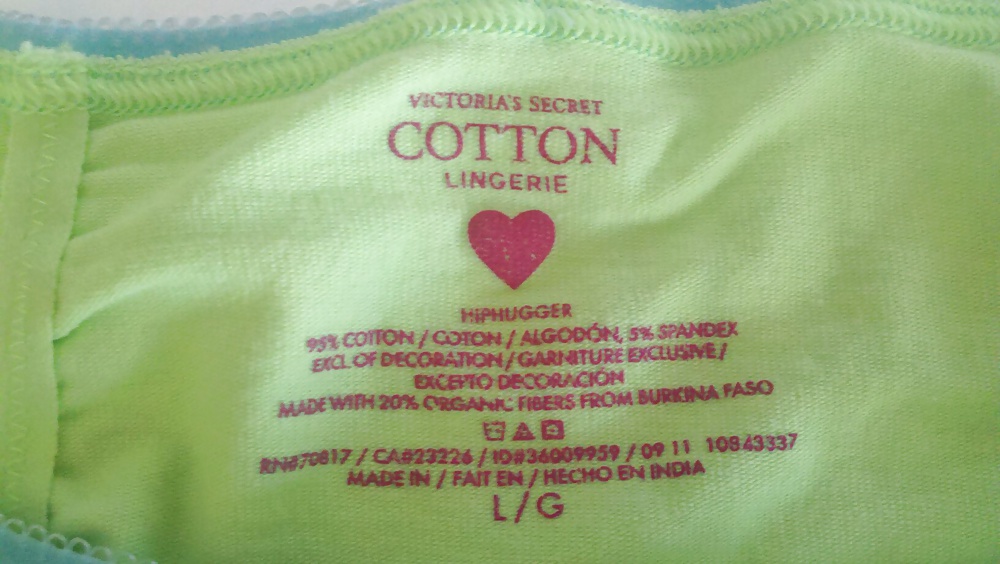 VICTORIA'S SECRET
COTTON
LINGERIE
HIPHUGGER
95% COTTON / COTON / ALGODÓN, 5% SPANDEX
EXCL. OF DECORATION / GARNITURE EXCLUSIVE /
EXCEPTO DECORACIÓN
MADE WITH 20% ORGANIC FIBERS FROM BURKINA FASO
RN#70817 / CA#23226 / ID#36009959 / 09 11 10843337
MADE IN / FAIT EN / HECHO EN INDIA
L/G